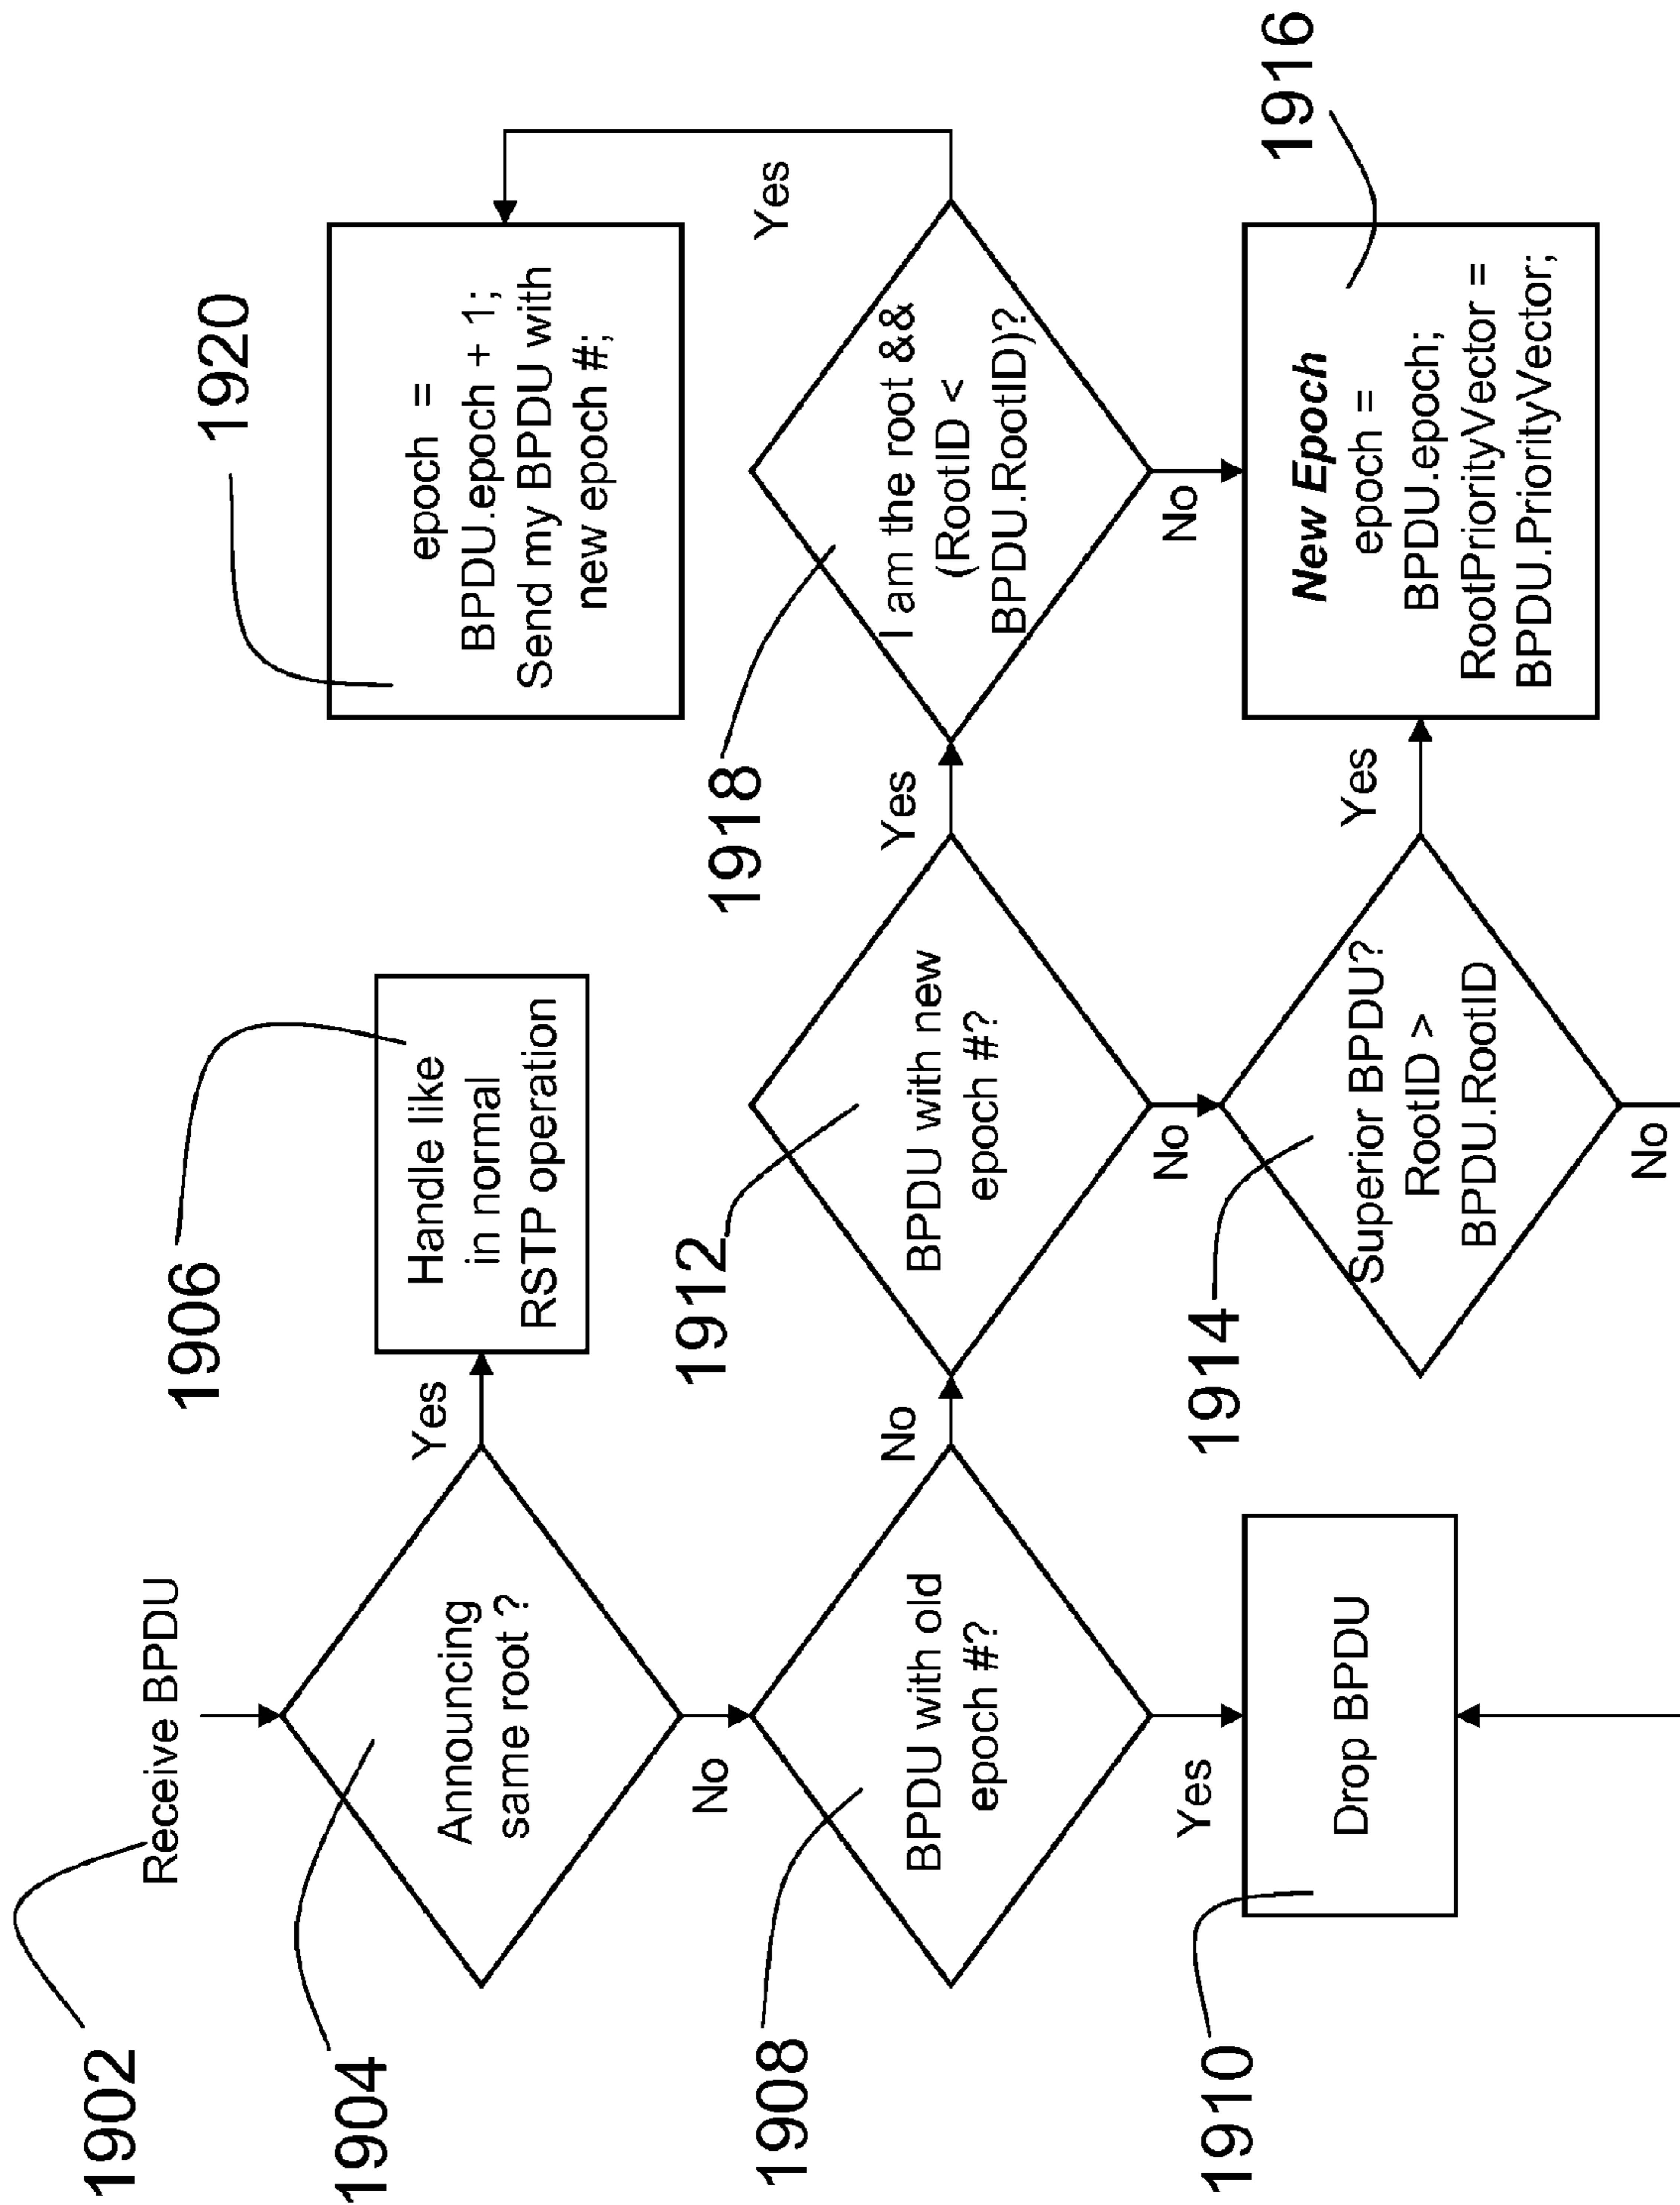 1902
Receive BPDU
1904
Announcing
same root ?
Yes
1906
Handle like
in normal
RSTP operation
No
1908
BPDU with old
epoch #?
No
1912
BPDU with new
epoch #?
Yes
1918
I am the root &&
(RootID <
BPDU.RootID)?
Yes
1920
epoch =
BPDU.epoch + 1;
Send my BPDU with
new epoch #;
Yes
1910
Drop BPDU
No
1914
Superior BPDU?
RootID >
BPDU.RootID
Yes
No
1916
New Epoch
epoch =
BPDU.epoch;
RootPriorityVector =
BPDU.PriorityVector;
No